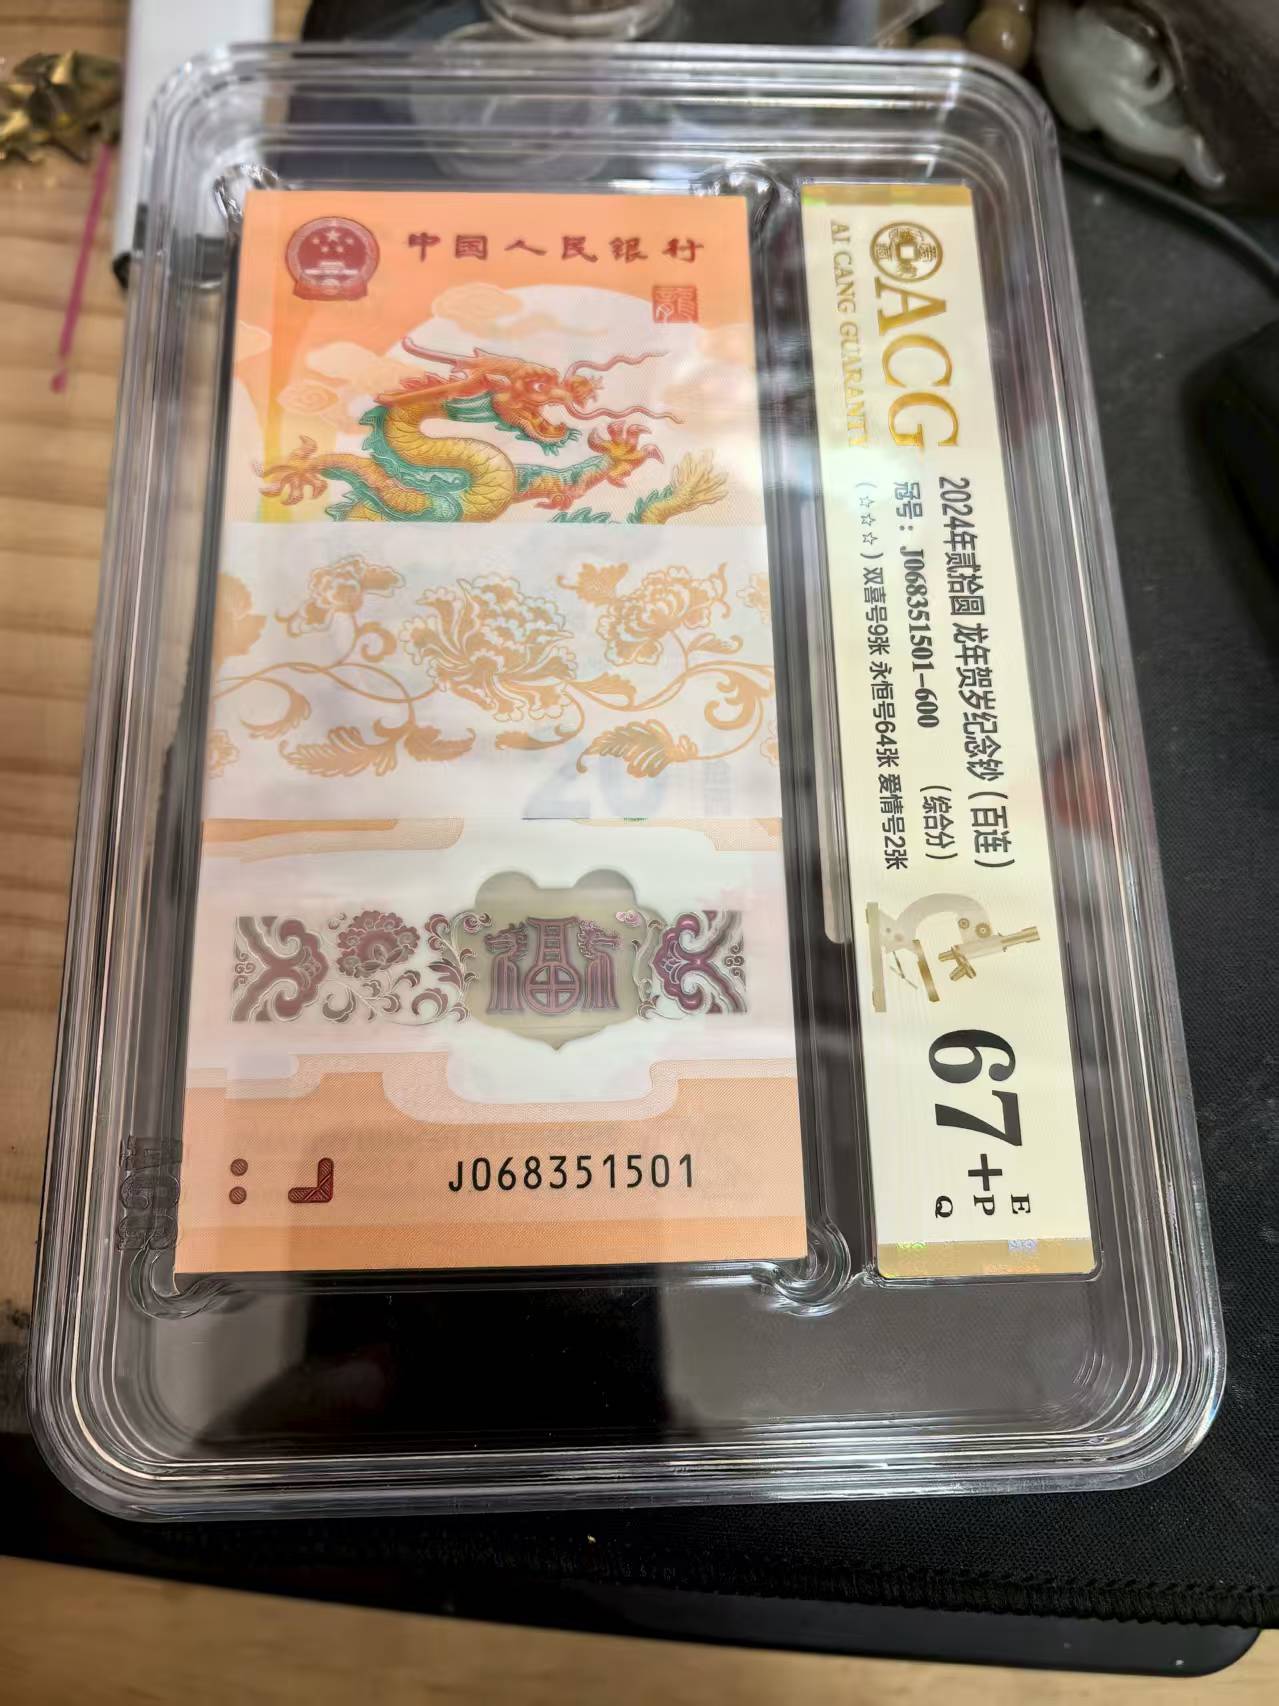 中国人民银行
20
J068351501
ACG
AI CANG GUARANTY
2024年贰拾圆 龙年贺岁纪念钞（百连）
冠号：J068351501-600 （综合分）
（☆☆☆）双喜号9张 永恒号64张 爱情号2张
67+
E
P
Q
ACG